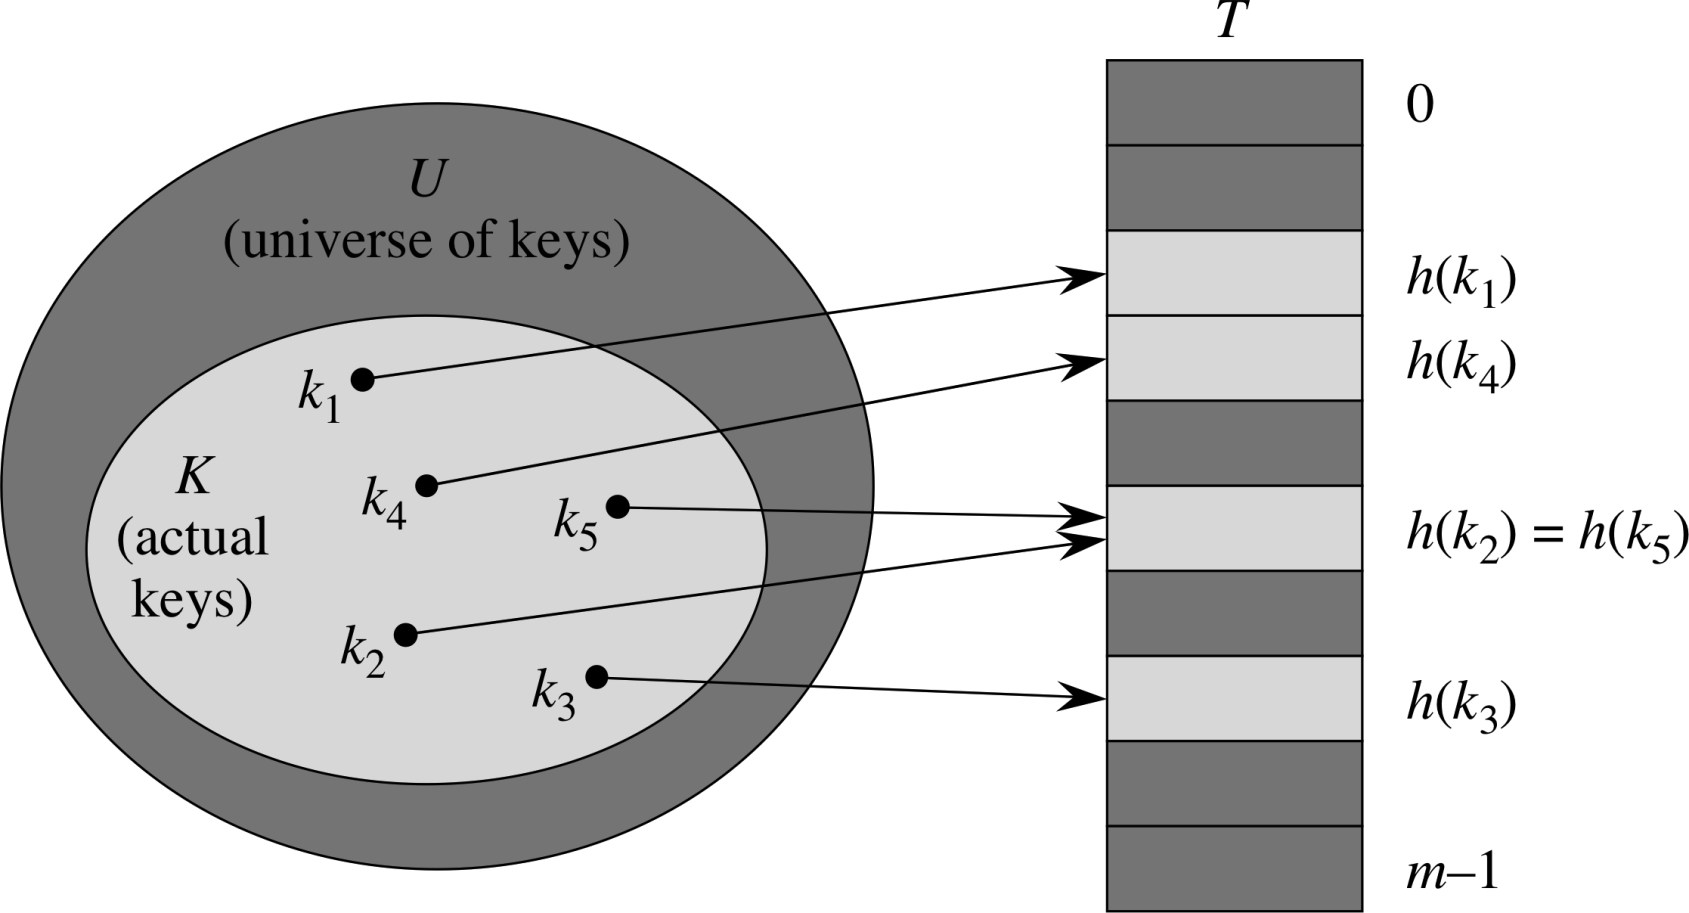 T
0
U
(universe of keys)
h(k₁)
k₁
h(k₄)
K
(actual
keys)
k₄
k₅
h(k₂) = h(k₅)
k₂
k₃
h(k₃)
m–1